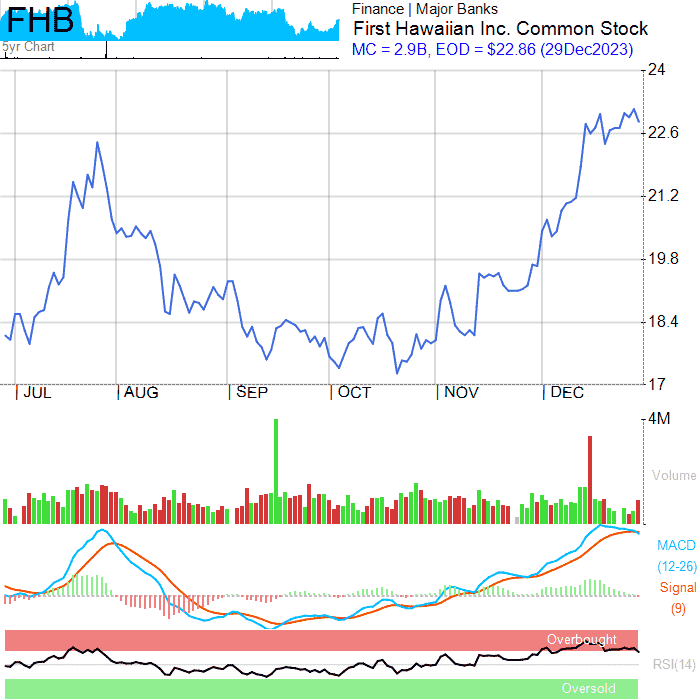 FHB
5yr Chart
Finance | Major Banks
First Hawaiian Inc. Common Stock
MC = 2.9B, EOD = $22.86 (29Dec2023)
24
22.6
21.2
19.8
18.4
17
| JUL | AUG | SEP | OCT | NOV | DEC
4M
Volume
MACD
(12-26)
Signal
(9)
Overbought
RSI(14)
Oversold